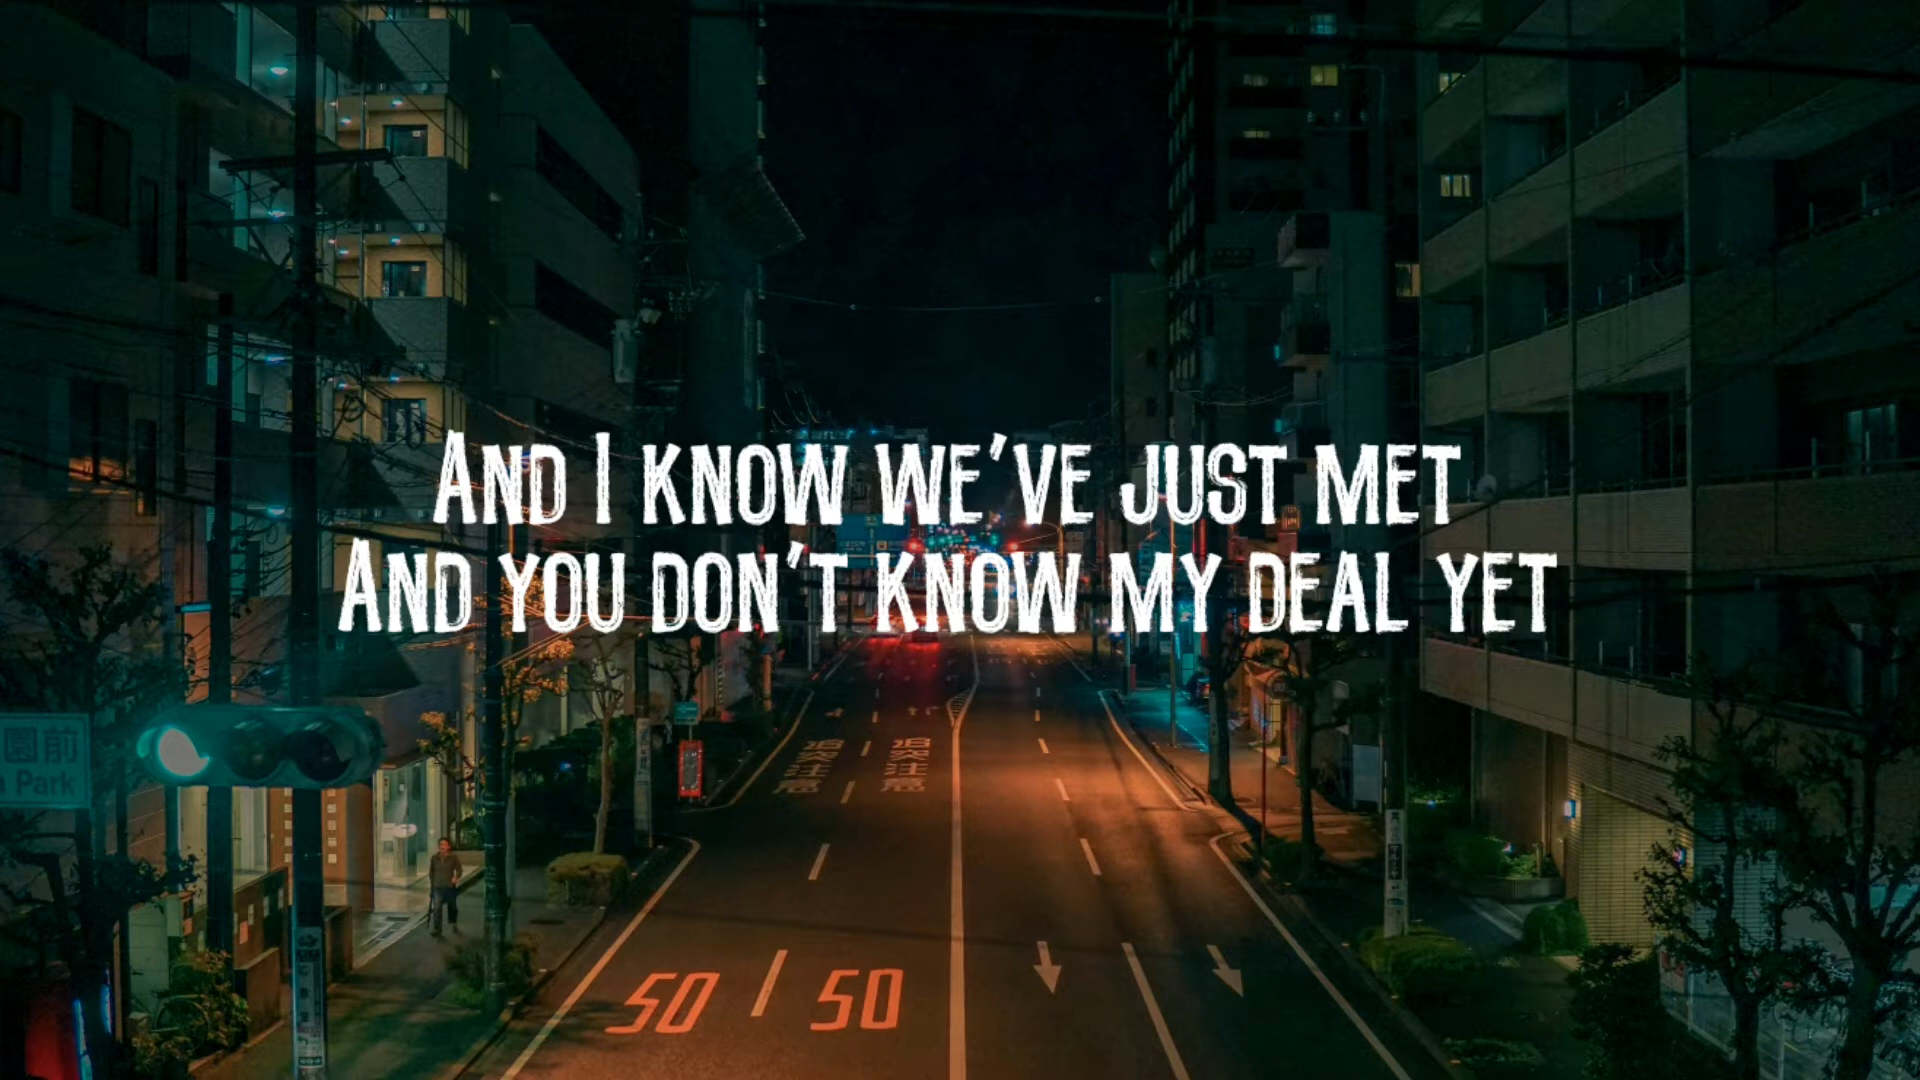 And I know we've just met
And you don't know my deal yet
園前
Park
50 50